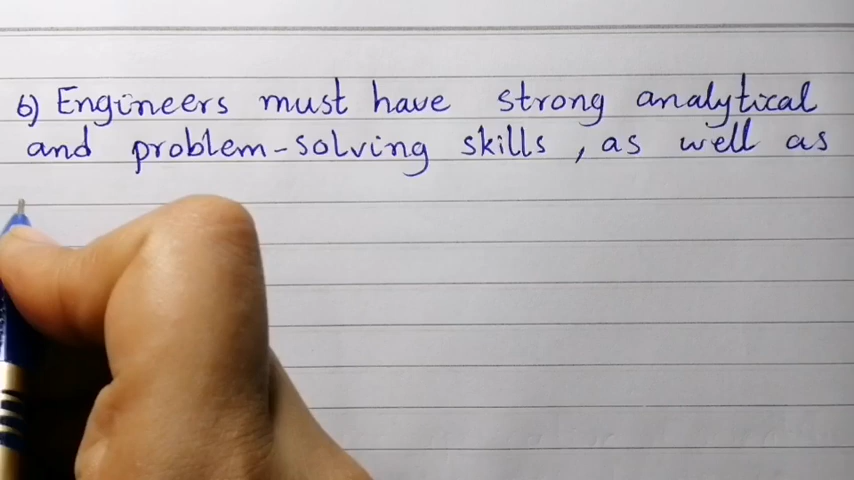 6) Engineers must have strong analytical
and problem-solving skills, as well as